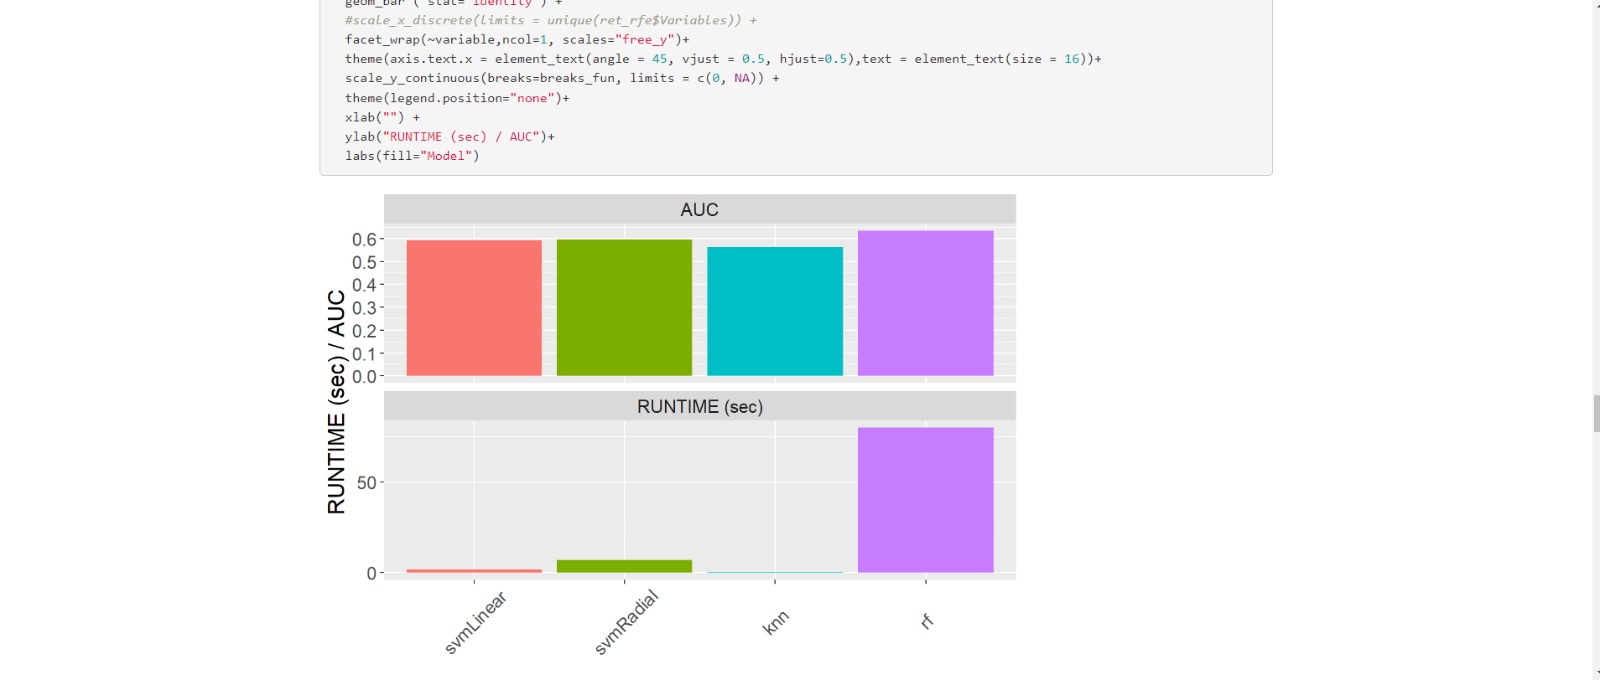 geom_bar ( stat="identity") +
#scale_x_discrete(limits = unique(ret_rfe$Variables)) +
facet_wrap(~variable,ncol=1, scales="free_y")+
theme(axis.text.x = element_text(angle = 45, vjust = 0.5, hjust=0.5),text = element_text(size = 16))+
scale_y_continuous(breaks=breaks_fun, limits = c(0, NA)) +
theme(legend.position="none")+
xlab("") +
ylab("RUNTIME (sec) / AUC")+
labs(fill="Model")
AUC
0.6
0.5
0.4
0.3
0.2
0.1
0.0
RUNTIME (sec) / AUC
RUNTIME (sec)
50
0
svmLinear
svmRadial
knn
rf